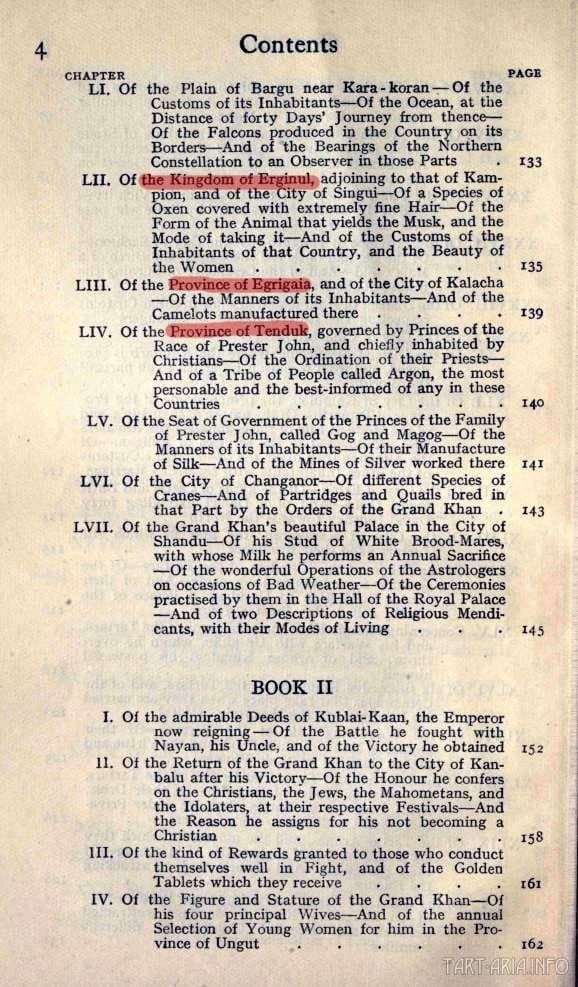 4
Contents
CHAPTER PAGE
LI. Of the Plain of Bargu near Kara-koran—Of the
Customs of its Inhabitants—Of the Ocean, at the
Distance of forty Days' Journey from thence—
Of the Falcons produced in the Country on its
Borders—And of the Bearings of the Northern
Constellation to an Observer in those Parts . 133
LII. Of the Kingdom of Erginul, adjoining to that of Kam-
pion, and of the City of Singui—Of a Species of
Oxen covered with extremely fine Hair—Of the
Form of the Animal that yields the Musk, and the
Mode of taking it—And of the Customs of the
Inhabitants of that Country, and the Beauty of
the Women . . . . . . . 135
LIII. Of the Province of Egrigaia, and of the City of Kalacha
—Of the Manners of its Inhabitants—And of the
Camelots manufactured there . . . . 139
LIV. Of the Province of Tenduk, governed by Princes of the
Race of Prester John, and chiefly inhabited by
Christians—Of the Ordination of their Priests—
And of a Tribe of People called Argon, the most
personable and the best-informed of any in these
Countries . . . . . . . 140
LV. Of the Seat of Government of the Princes of the Family
of Prester John, called Gog and Magog—Of the
Manners of its Inhabitants—Of their Manufacture
of Silk—And of the Mines of Silver worked there 141
LVI. Of the City of Changanor—Of different Species of
Cranes—And of Partridges and Quails bred in
that Part by the Orders of the Grand Khan . 143
LVII. Of the Grand Khan's beautiful Palace in the City of
Shandu—Of his Stud of White Brood-Mares,
with whose Milk he performs an Annual Sacrifice
—Of the wonderful Operations of the Astrologers
on occasions of Bad Weather—Of the Ceremonies
practised by them in the Hall of the Royal Palace
—And of two Descriptions of Religious Mendi-
cants, with their Modes of Living . . . 145
BOOK II
I. Of the admirable Deeds of Kublai-Kaan, the Emperor
now reigning—Of the Battle he fought with
Nayan, his Uncle, and of the Victory he obtained 152
II. Of the Return of the Grand Khan to the City of Kan-
balu after his Victory—Of the Honour he confers
on the Christians, the Jews, the Mahometans, and
the Idolaters, at their respective Festivals—And
the Reason he assigns for his not becoming a
Christian . . . . . . . 158
III. Of the kind of Rewards granted to those who conduct
themselves well in Fight, and of the Golden
Tablets which they receive . . . . 161
IV. Of the Figure and Stature of the Grand Khan—Of
his four principal Wives—And of the annual
Selection of Young Women for him in the Pro-
vince of Ungut . . . . . . 162
TART-ARIA.INFO